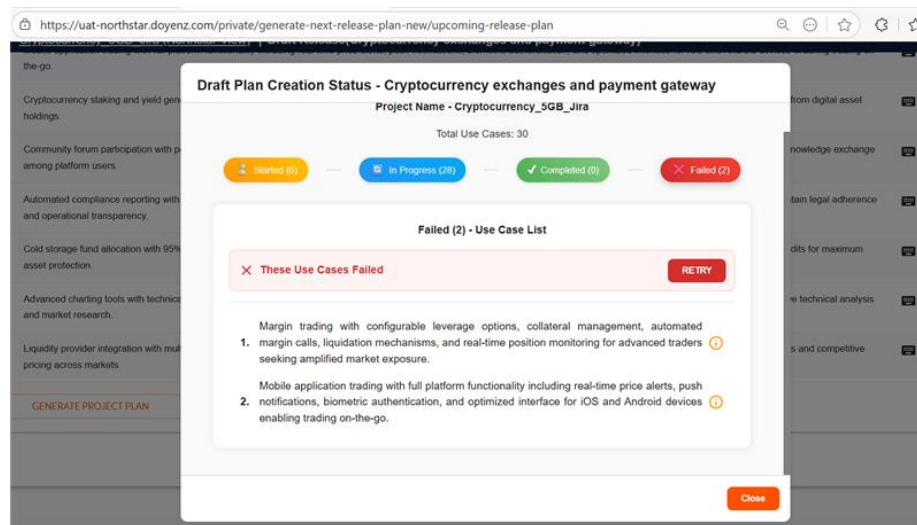 https://uat-northstar.doyenz.com/private/generate-next-release-plan-new/upcoming-release-plan
the-go.
Draft Plan Creation Status - Cryptocurrency exchanges and payment gateway
Project Name - Cryptocurrency_5GB_Jira
Cryptocurrency staking and yield gen
from digital asset
holdings.
Total Use Cases: 30
Community forum participation with p
nowledge exchange
among platform users.
Started (0)
In Progress (28)
Completed (0)
Failed (2)
Automated compliance reporting with
tain legal adherence
and operational transparency.
Failed (2) - Use Case List
Cold storage fund allocation with 95%
dits for maximum
asset protection.
These Use Cases Failed
RETRY
Advanced charting tools with technica
e technical analysis
and market research.
Margin trading with configurable leverage options, collateral management, automated
1. margin calls, liquidation mechanisms, and real-time position monitoring for advanced traders
seeking amplified market exposure.
Liquidity provider integration with mul
s and competitive
pricing across markets.
Mobile application trading with full platform functionality including real-time price alerts, push
2. notifications, biometric authentication, and optimized interface for iOS and Android devices
enabling trading on-the-go.
GENERATE PROJECT PLAN
Close